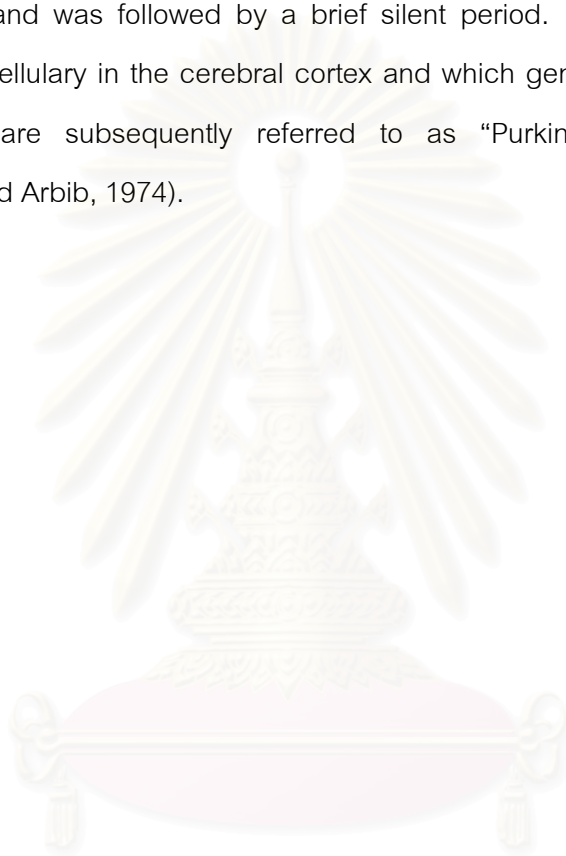 and was followed by a brief silent period.
ellulary in the cerebral cortex and which ger
are subsequently referred to as “Purkin
d Arbib, 1974).